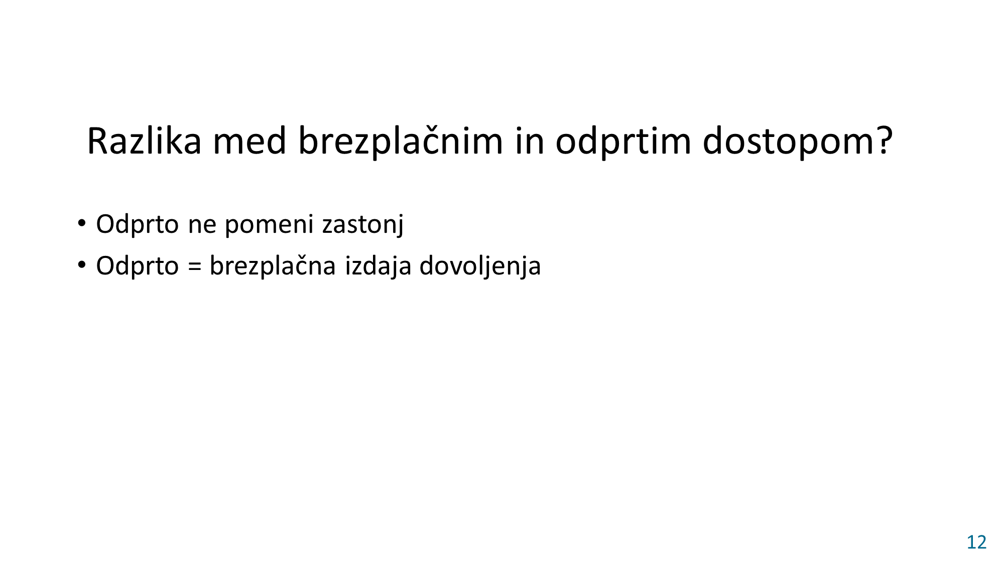 Razlika med brezplačnim in odprtim dostopom?
• Odprto ne pomeni zastonj
• Odprto = brezplačna izdaja dovoljenja
12